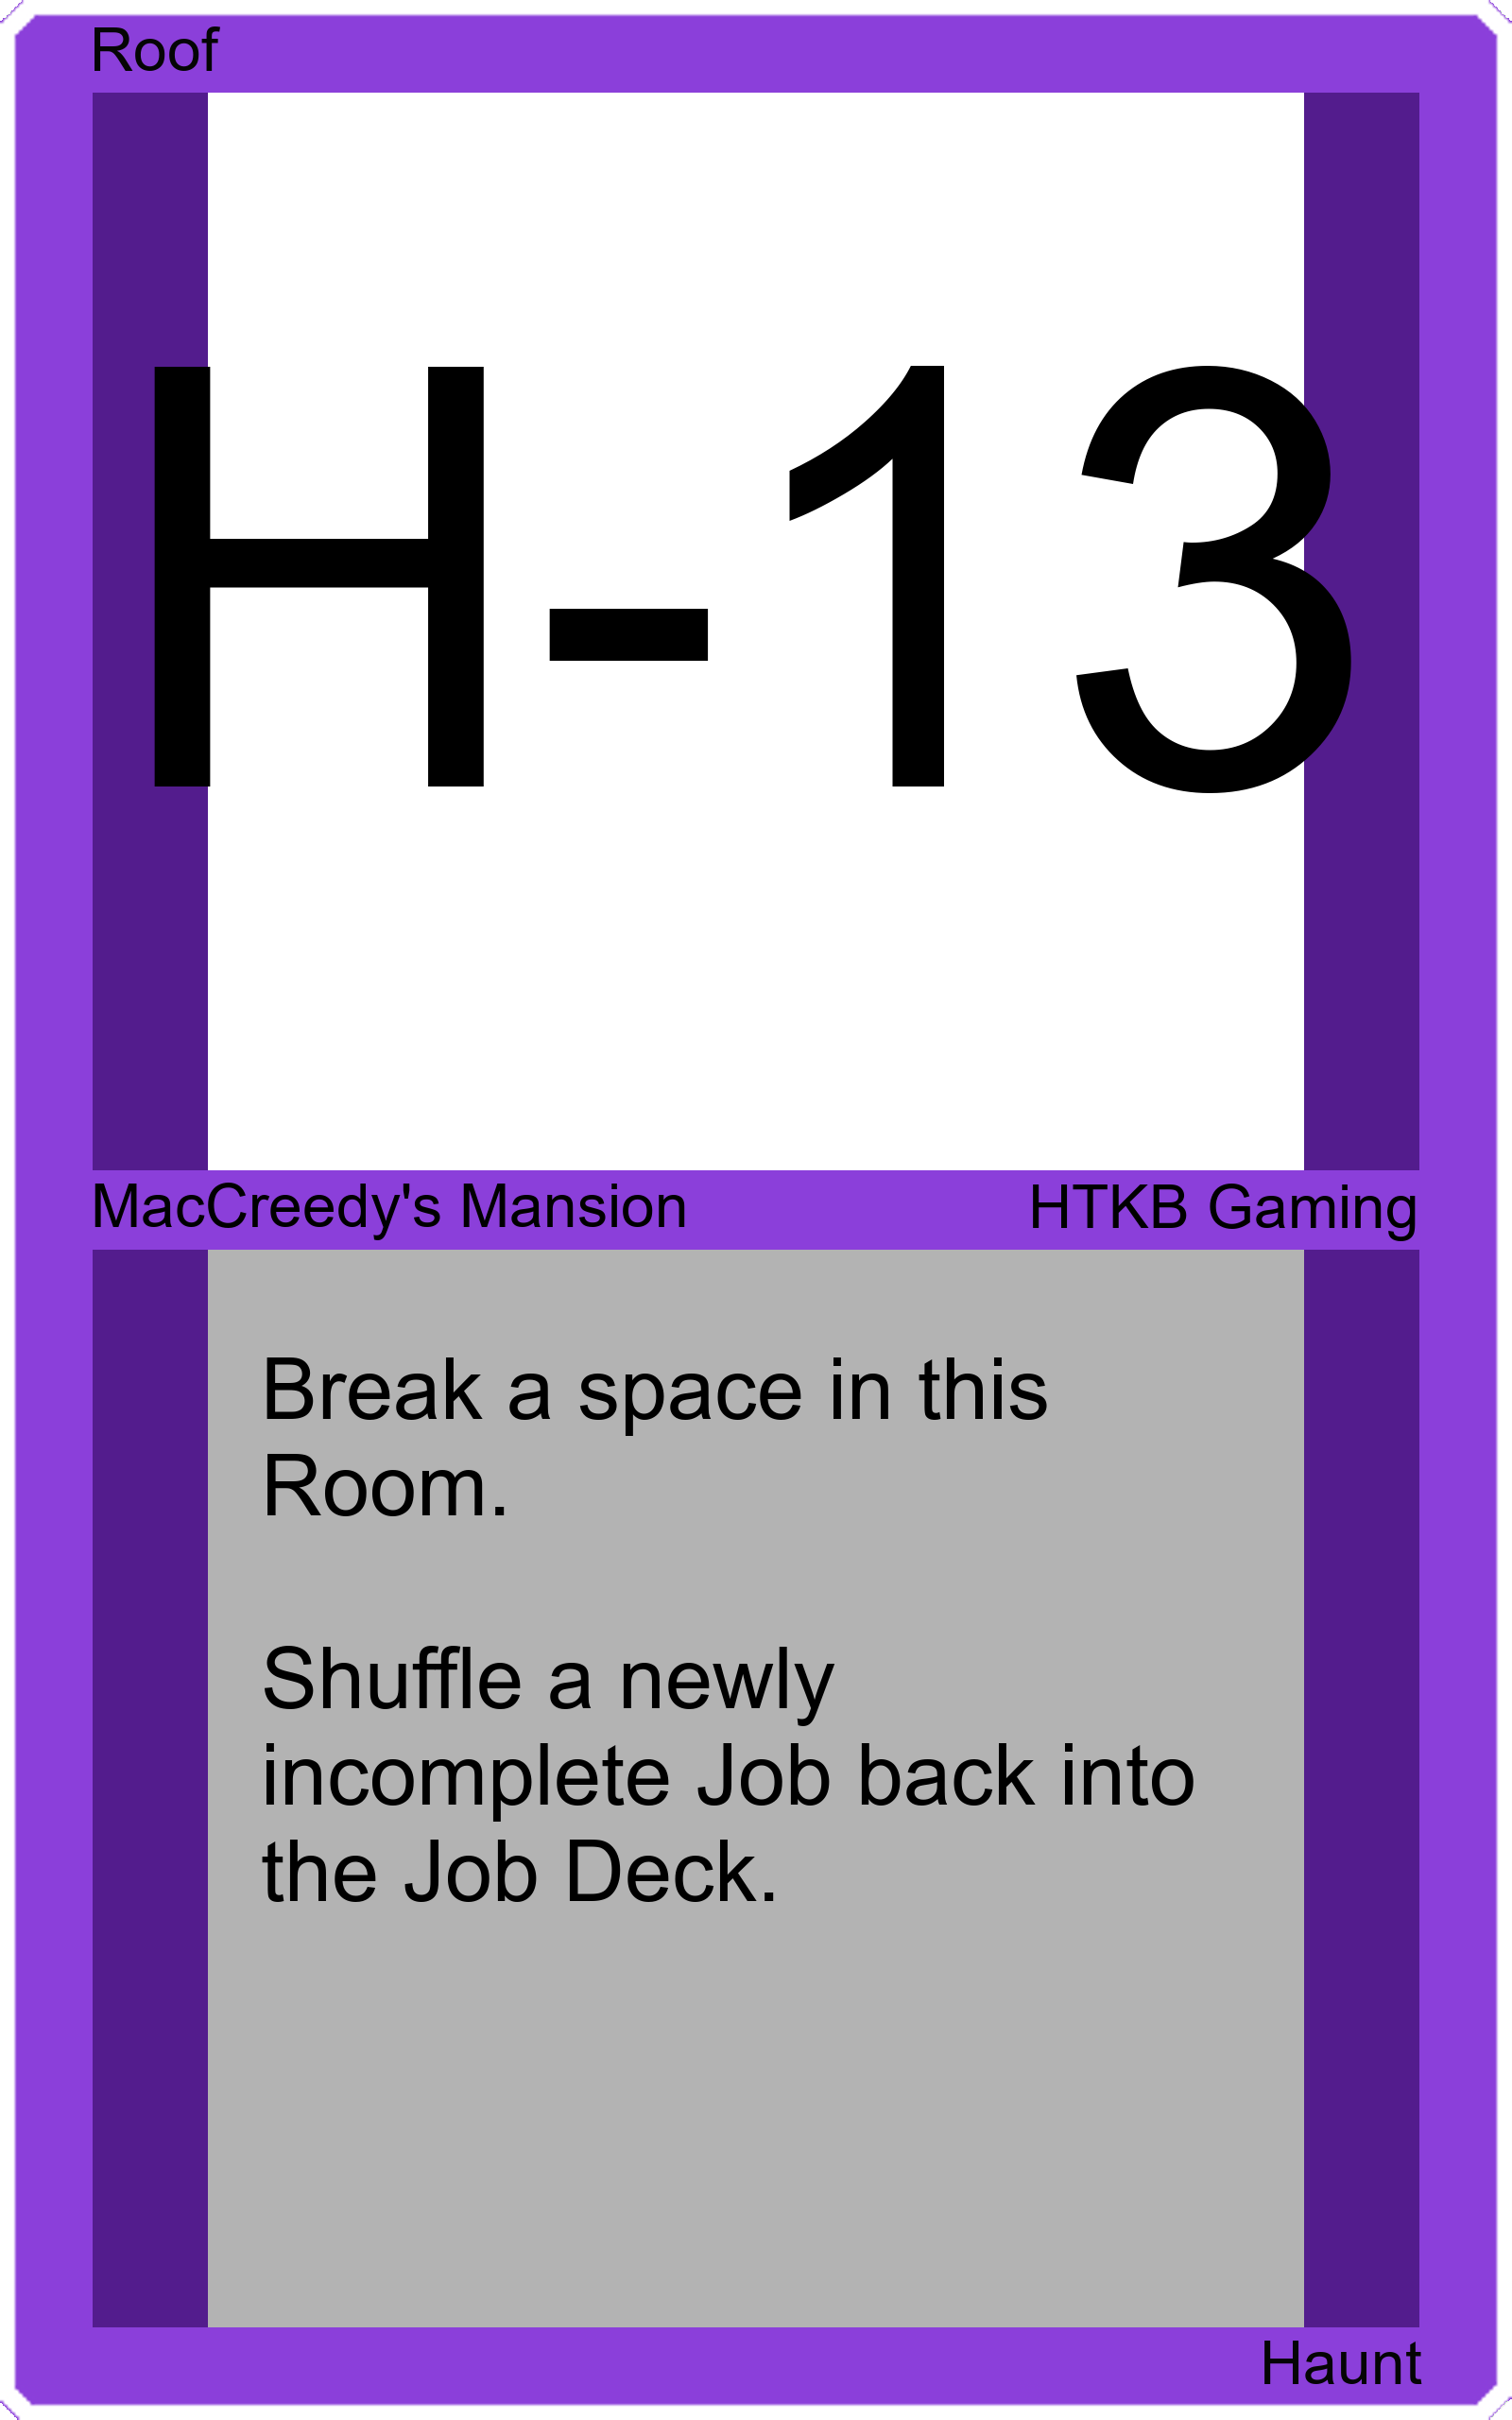 Roof
H-13
MacCreedy's Mansion
HTKB Gaming
Break a space in this
Room.
Shuffle a newly
incomplete Job back into
the Job Deck.
Haunt